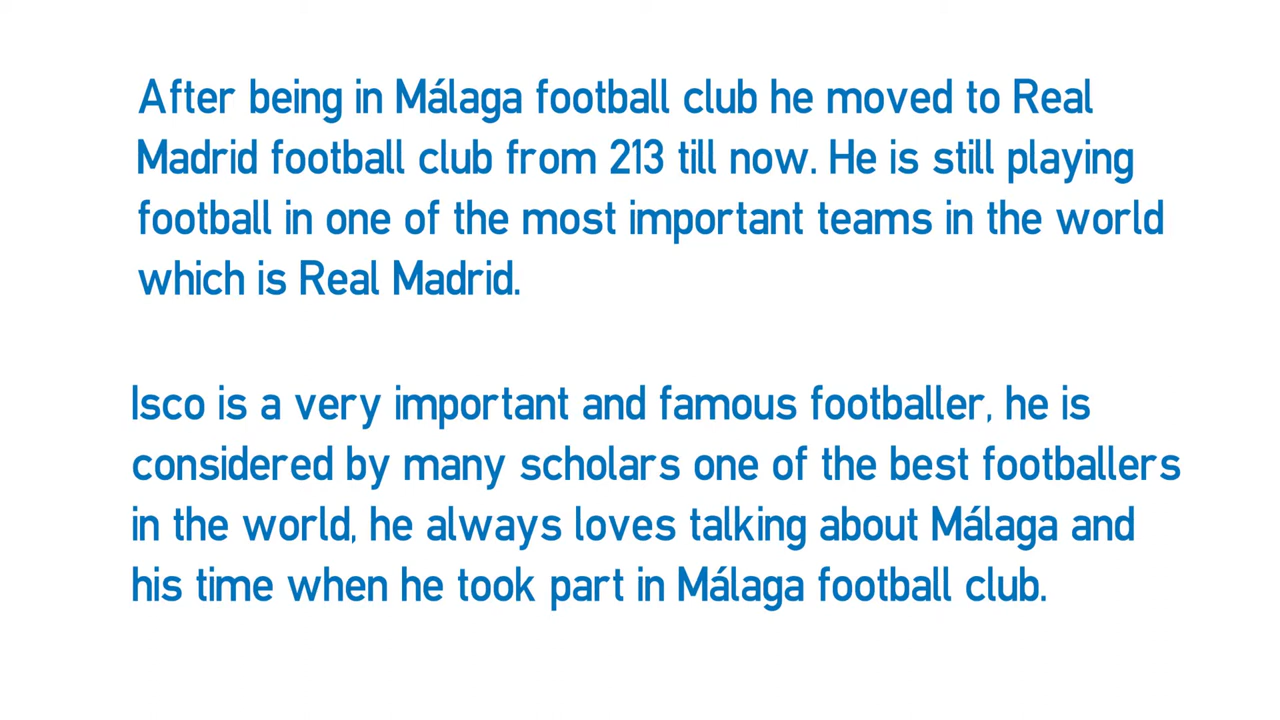 After being in Málaga football club he moved to Real
Madrid football club from 213 till now. He is still playing
football in one of the most important teams in the world
which is Real Madrid.
Isco is a very important and famous footballer, he is
considered by many scholars one of the best footballers
in the world, he always loves talking about Málaga and
his time when he took part in Málaga football club.